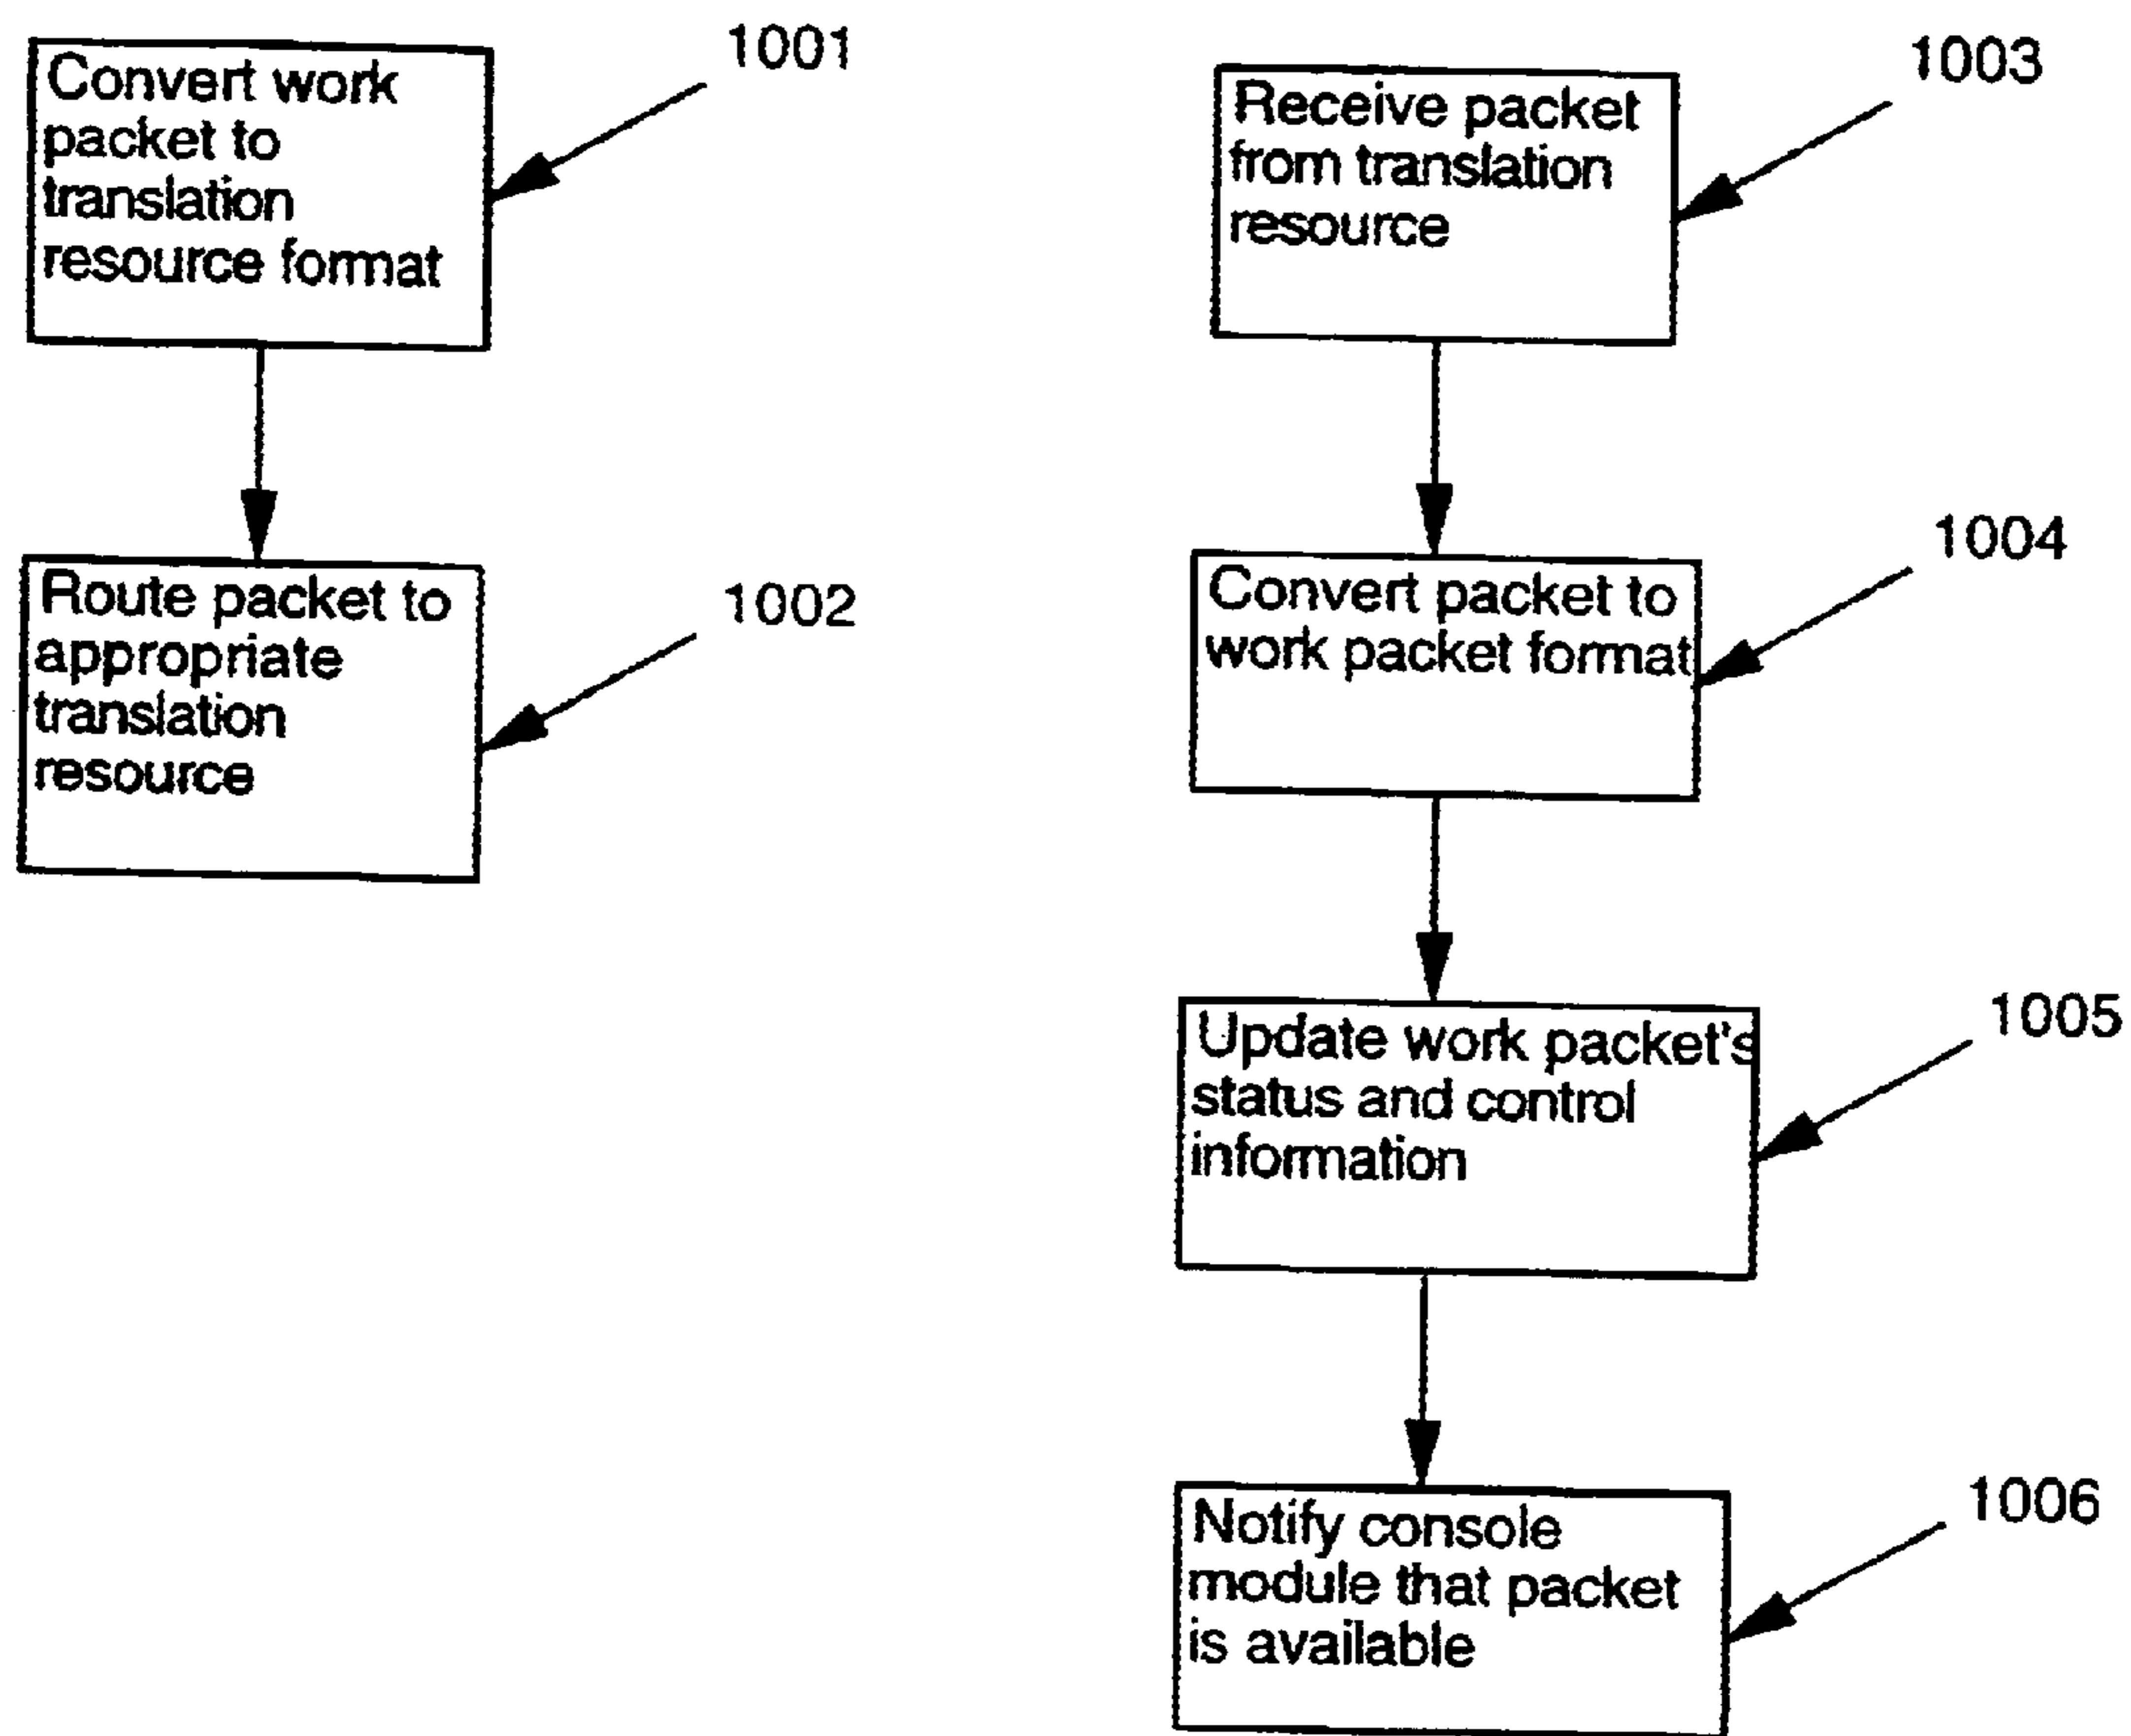 1001
Convert work
packet to
translation
resource format
Route packet to
appropriate
translation
resource
1002
1003
Receive packet
from translation
resource
1004
Convert packet to
work packet format
1005
Update work packet's
status and control
information
1006
Notify console
module that packet
is available